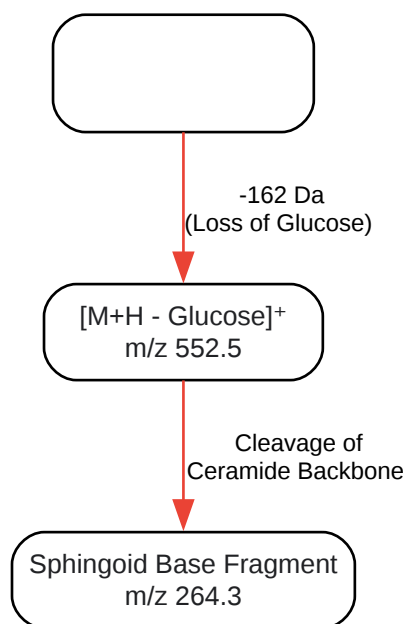 -162 Da
(Loss of Glucose)
[M+H - Glucose]⁺
m/z 552.5
Cleavage of
Ceramide Backbone
Sphingoid Base Fragment
m/z 264.3